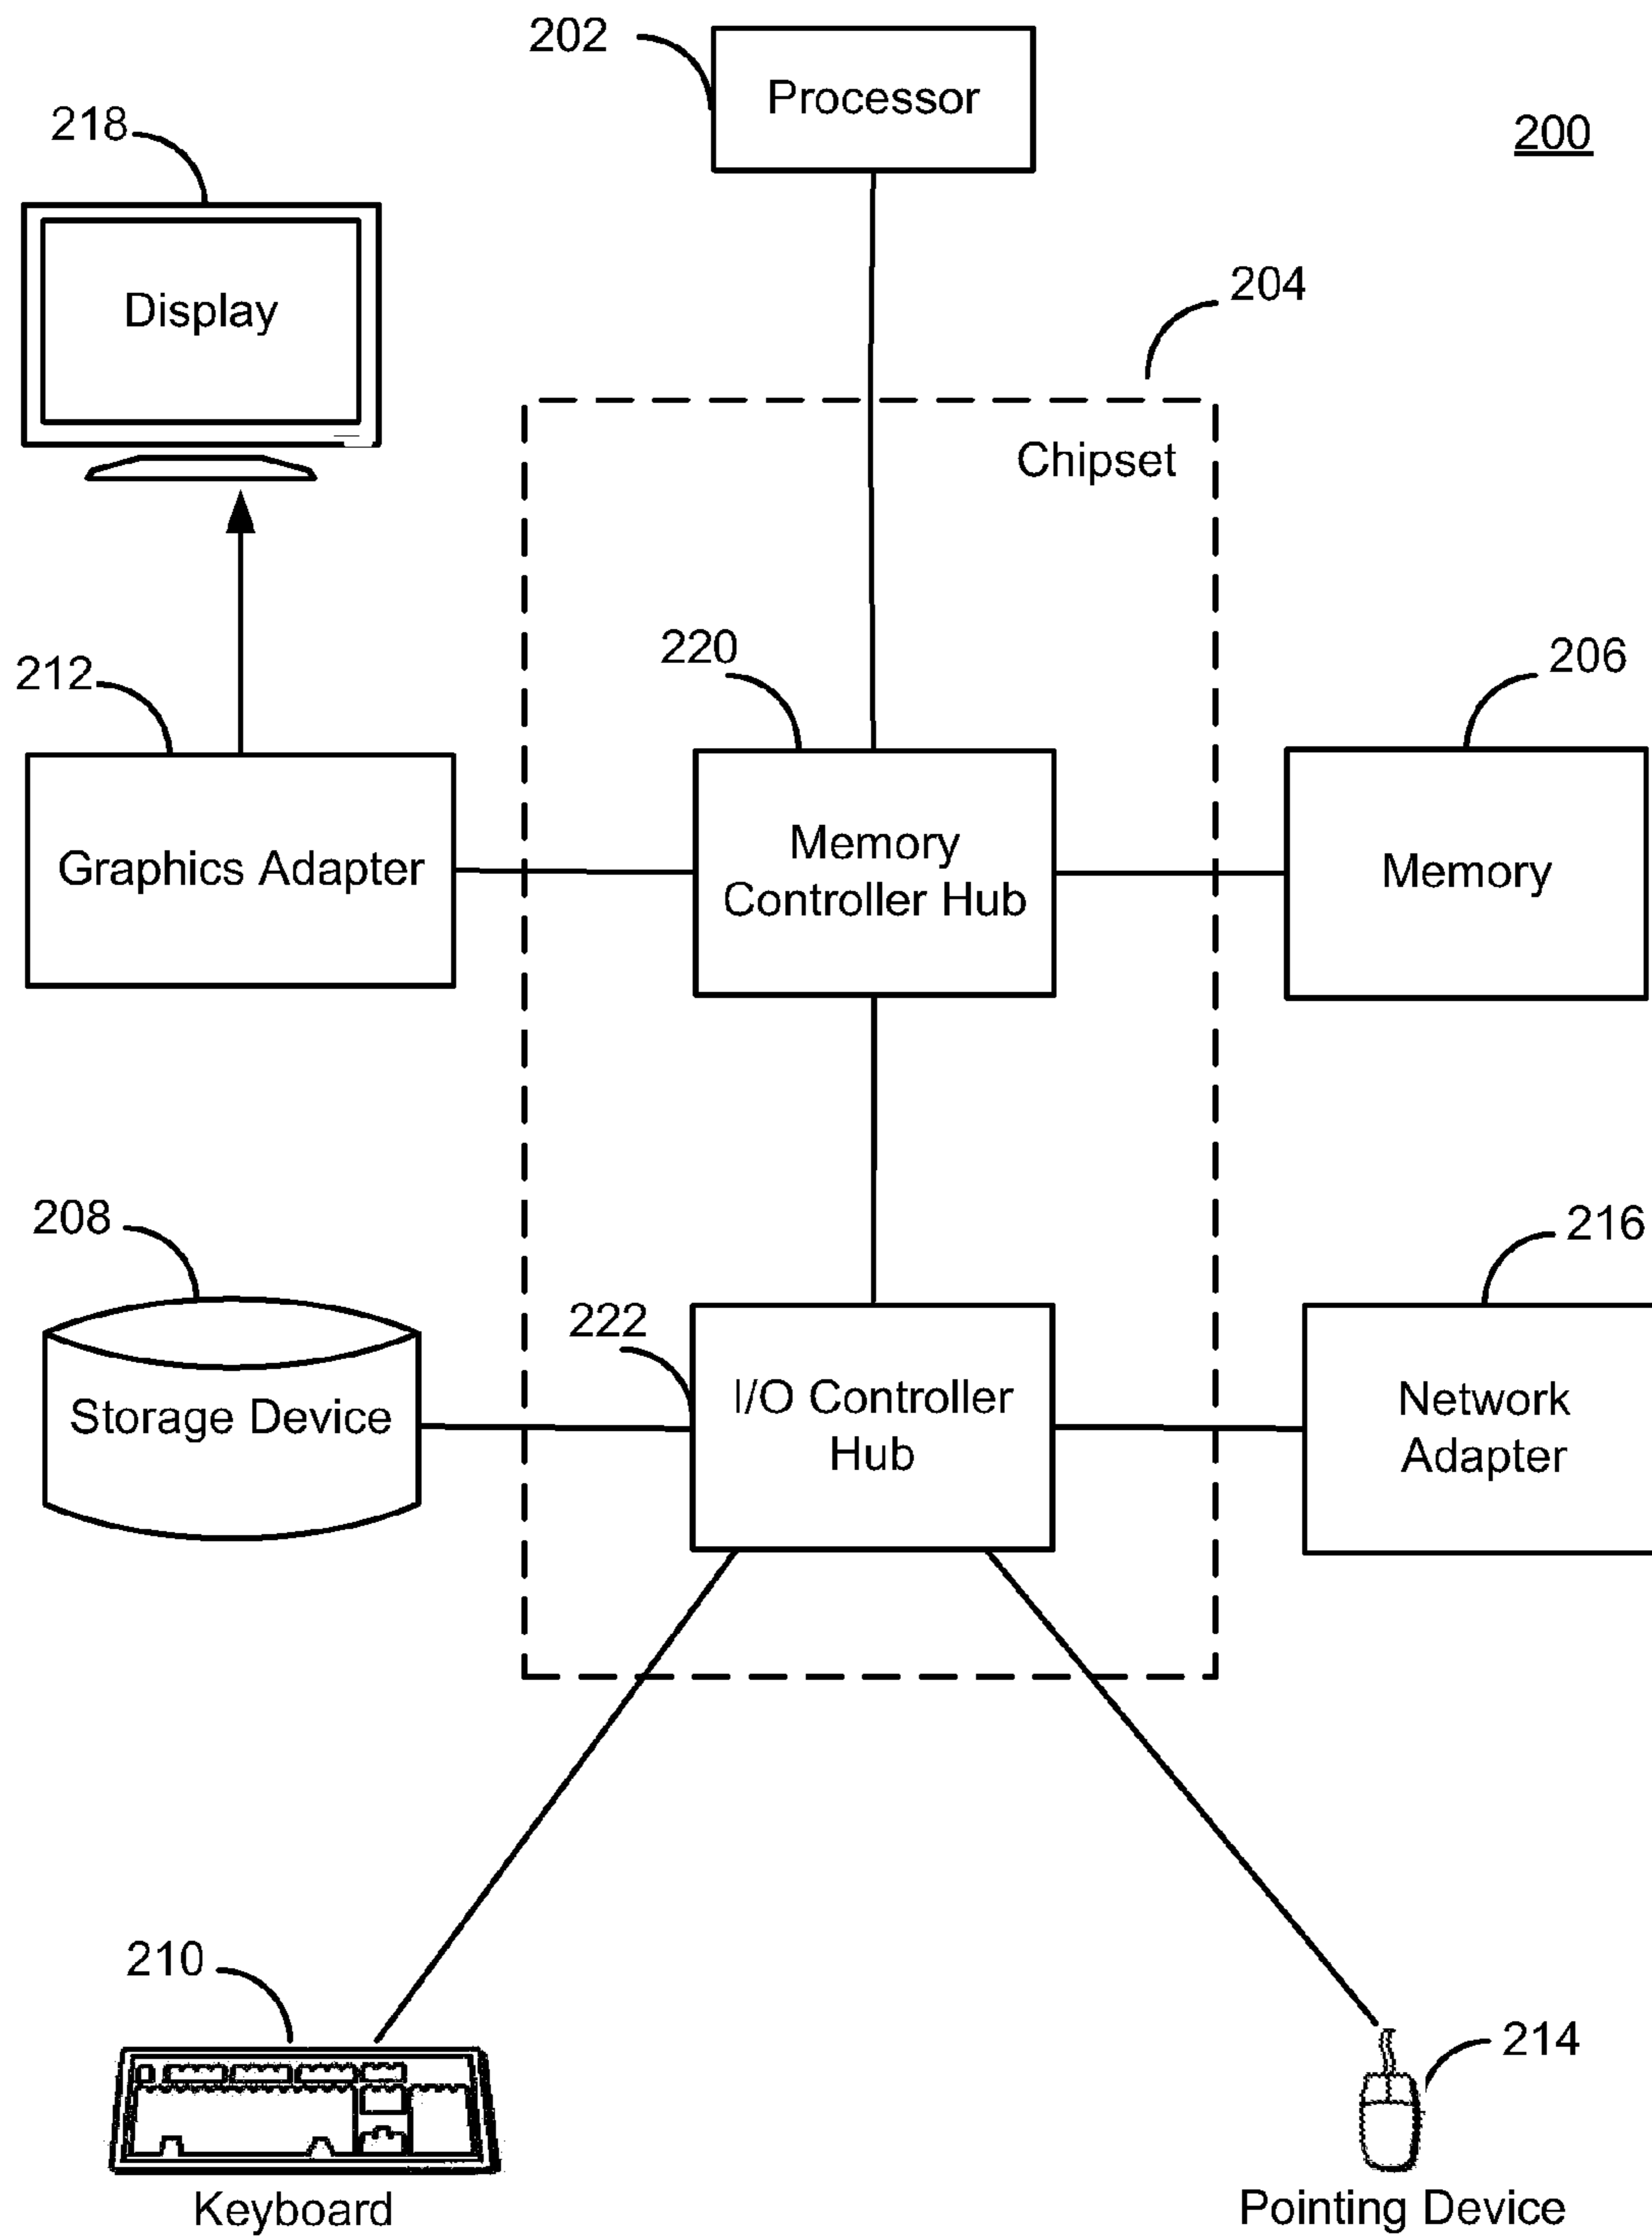 202
Processor
200
218
Display
204
Chipset
220
206
212
Memory
Controller Hub
Graphics Adapter
Memory
208
216
222
I/O Controller
Hub
Storage Device
Network
Adapter
210
214
Keyboard
Pointing Device